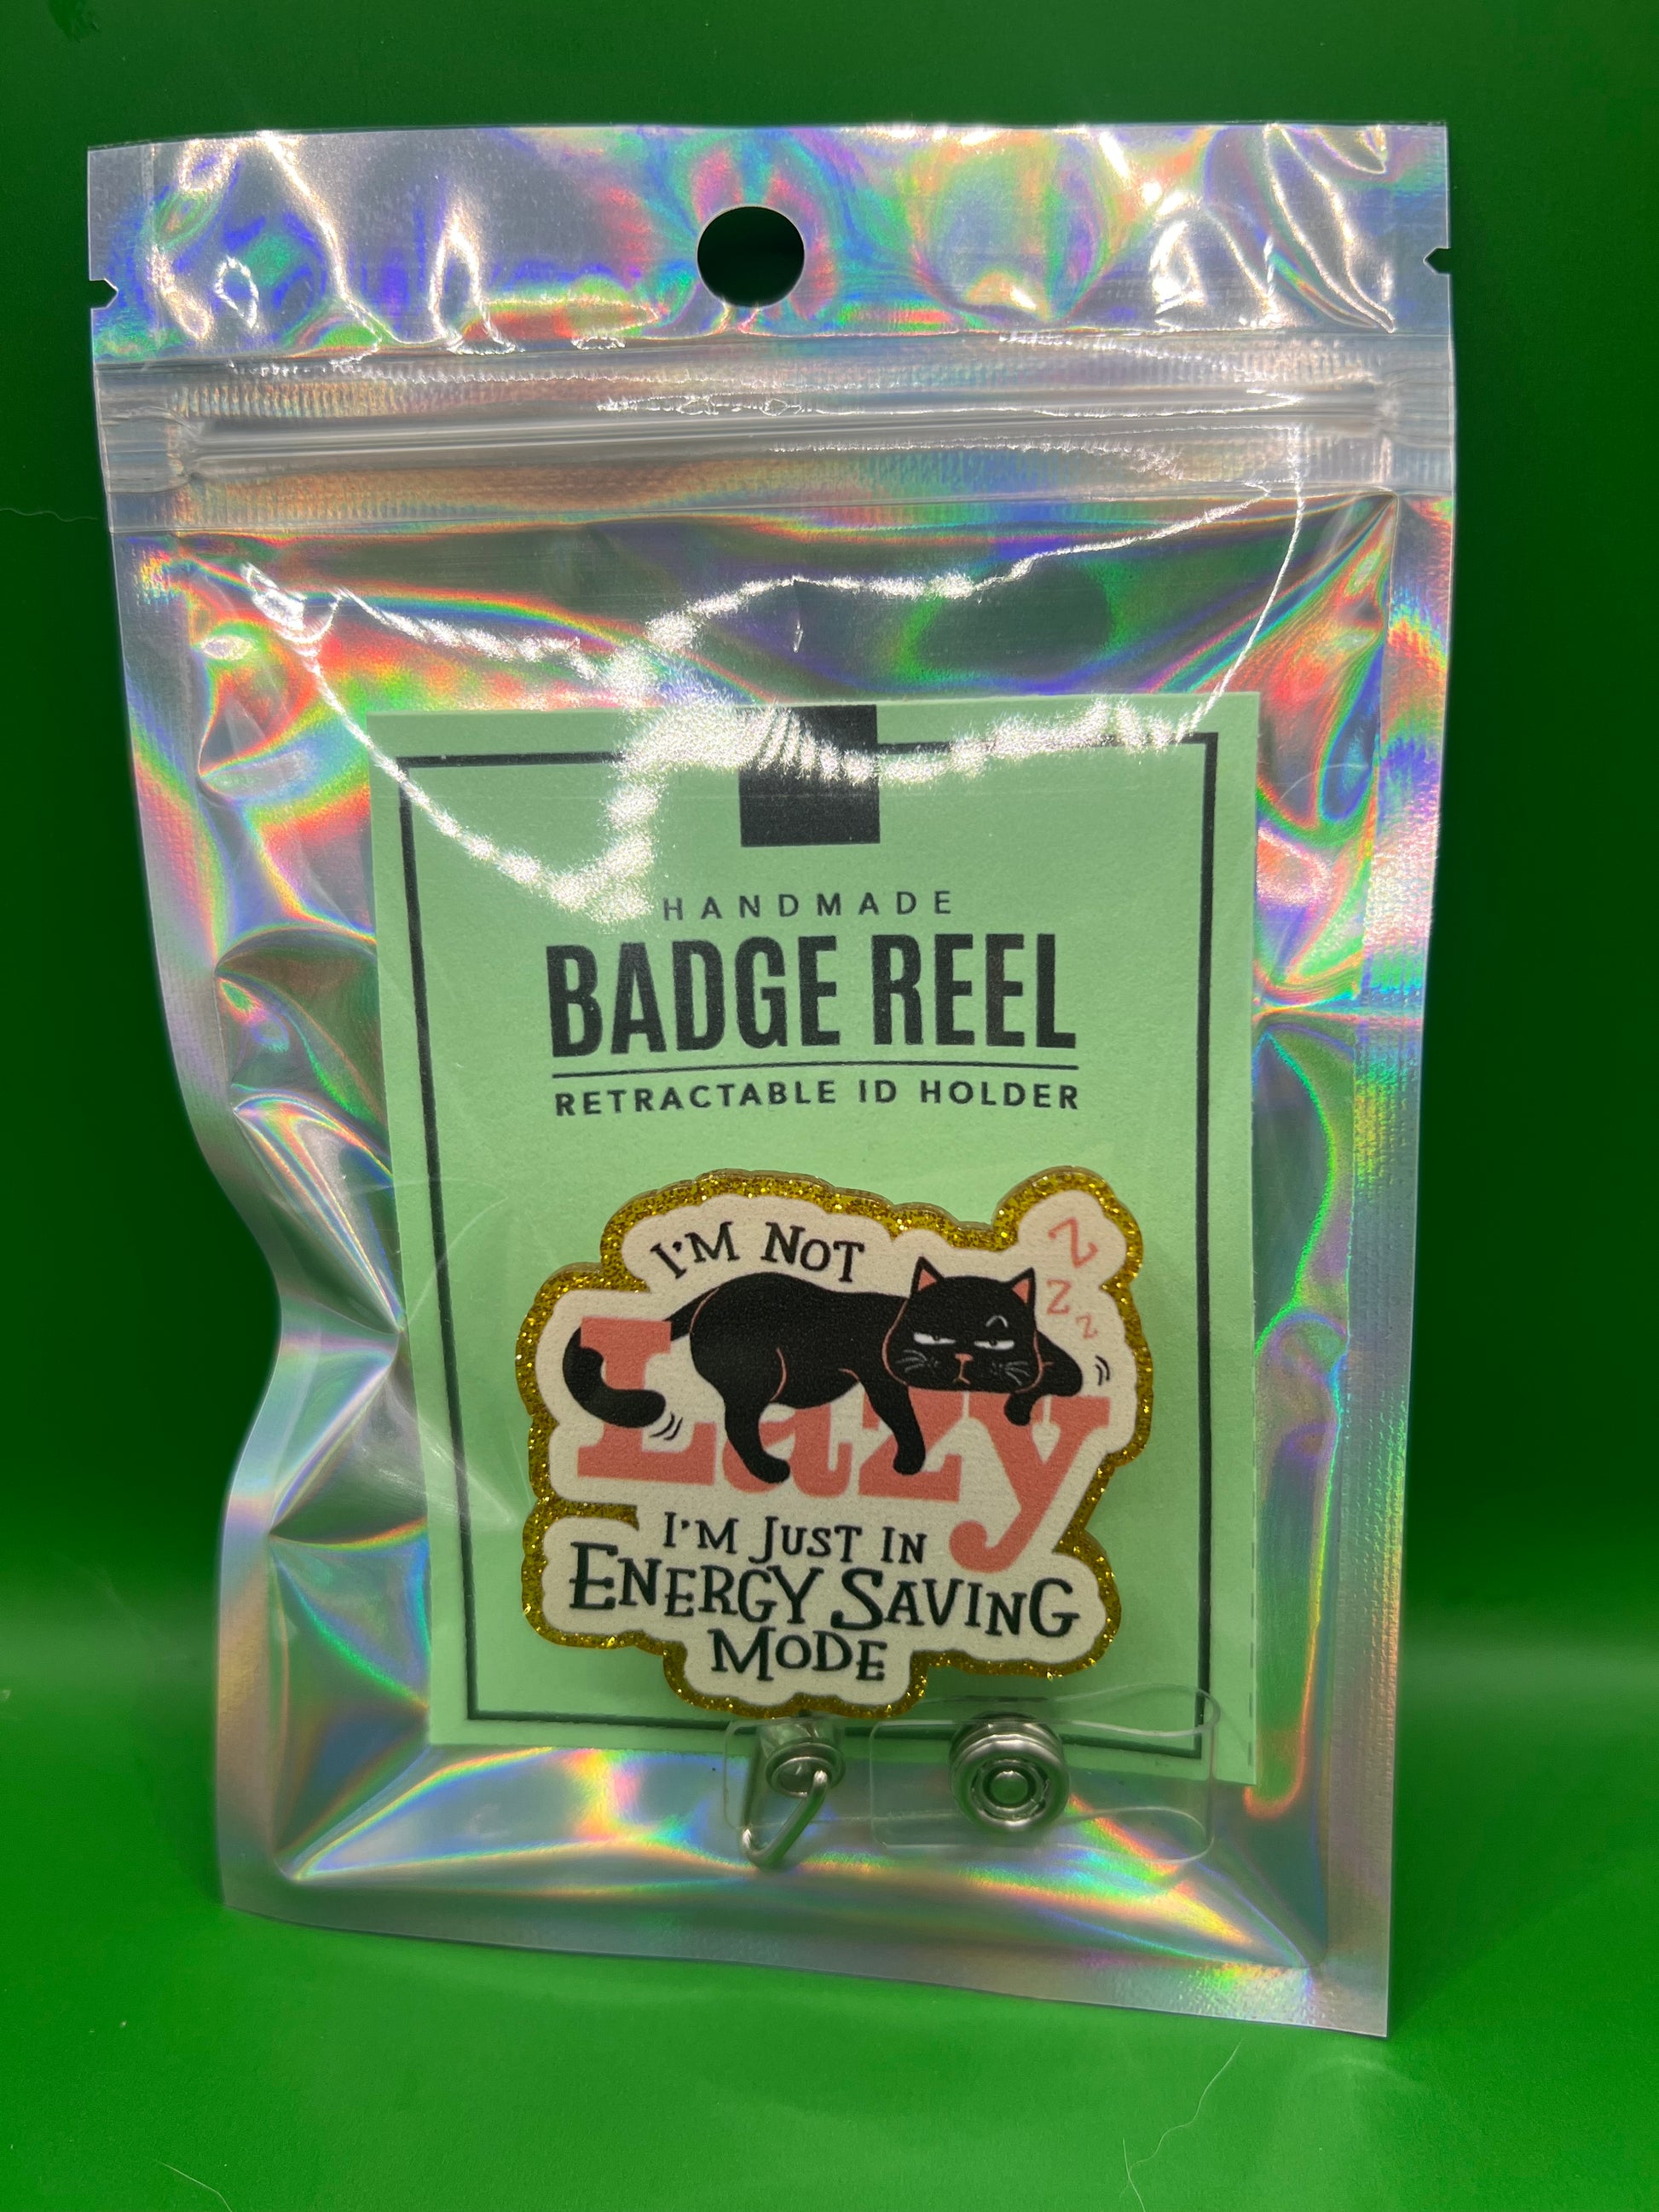 HANDMADE
BADGE REEL
RETRACTABLE ID HOLDER
I'M NOT
Z
Z
Z
Lazy
I'M JUST IN
ENERGY SAVING
MODE